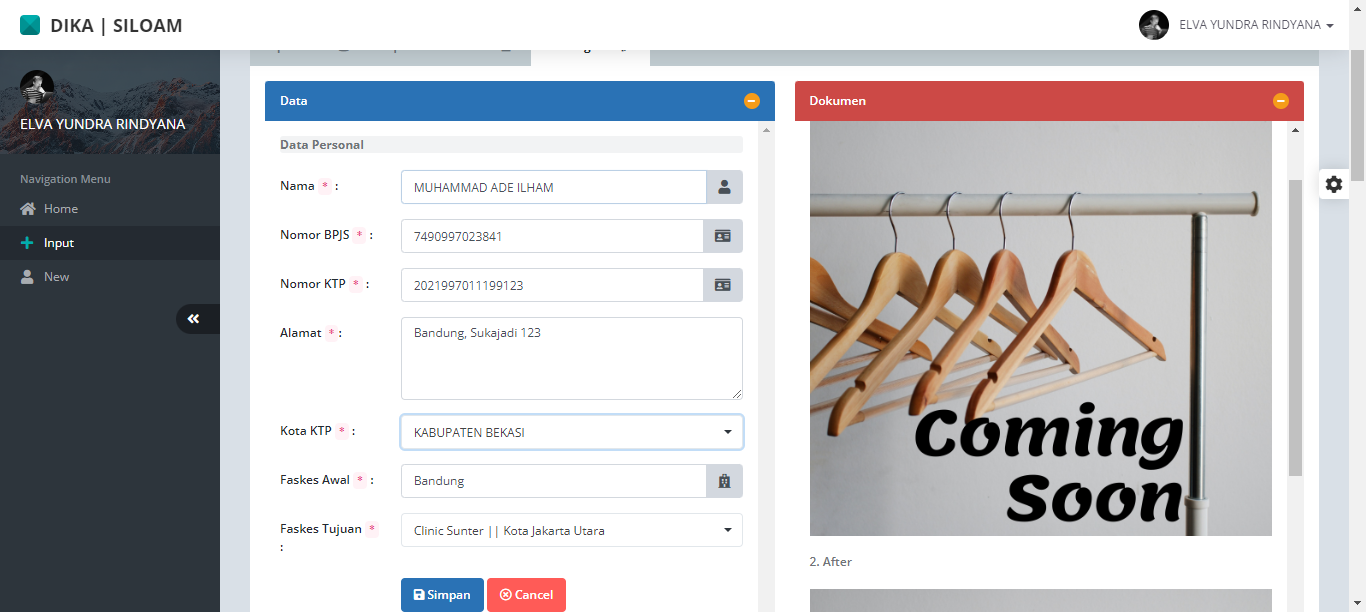 DIKA | SILOAM
ELVA YUNDRA RINDYANA
ELVA YUNDRA RINDYANA
Navigation Menu
Home
Input
New
Data
Data Personal
Nama * :
MUHAMMAD ADE ILHAM
Nomor BPJS * :
7490997023841
Nomor KTP * :
2021997011199123
Alamat * :
Bandung, Sukajadi 123
Kota KTP * :
KABUPATEN BEKASI
Faskes Awal * :
Bandung
Faskes Tujuan *
:
Clinic Sunter || Kota Jakarta Utara
Simpan
Cancel
Dokumen
Coming
Soon
2. After